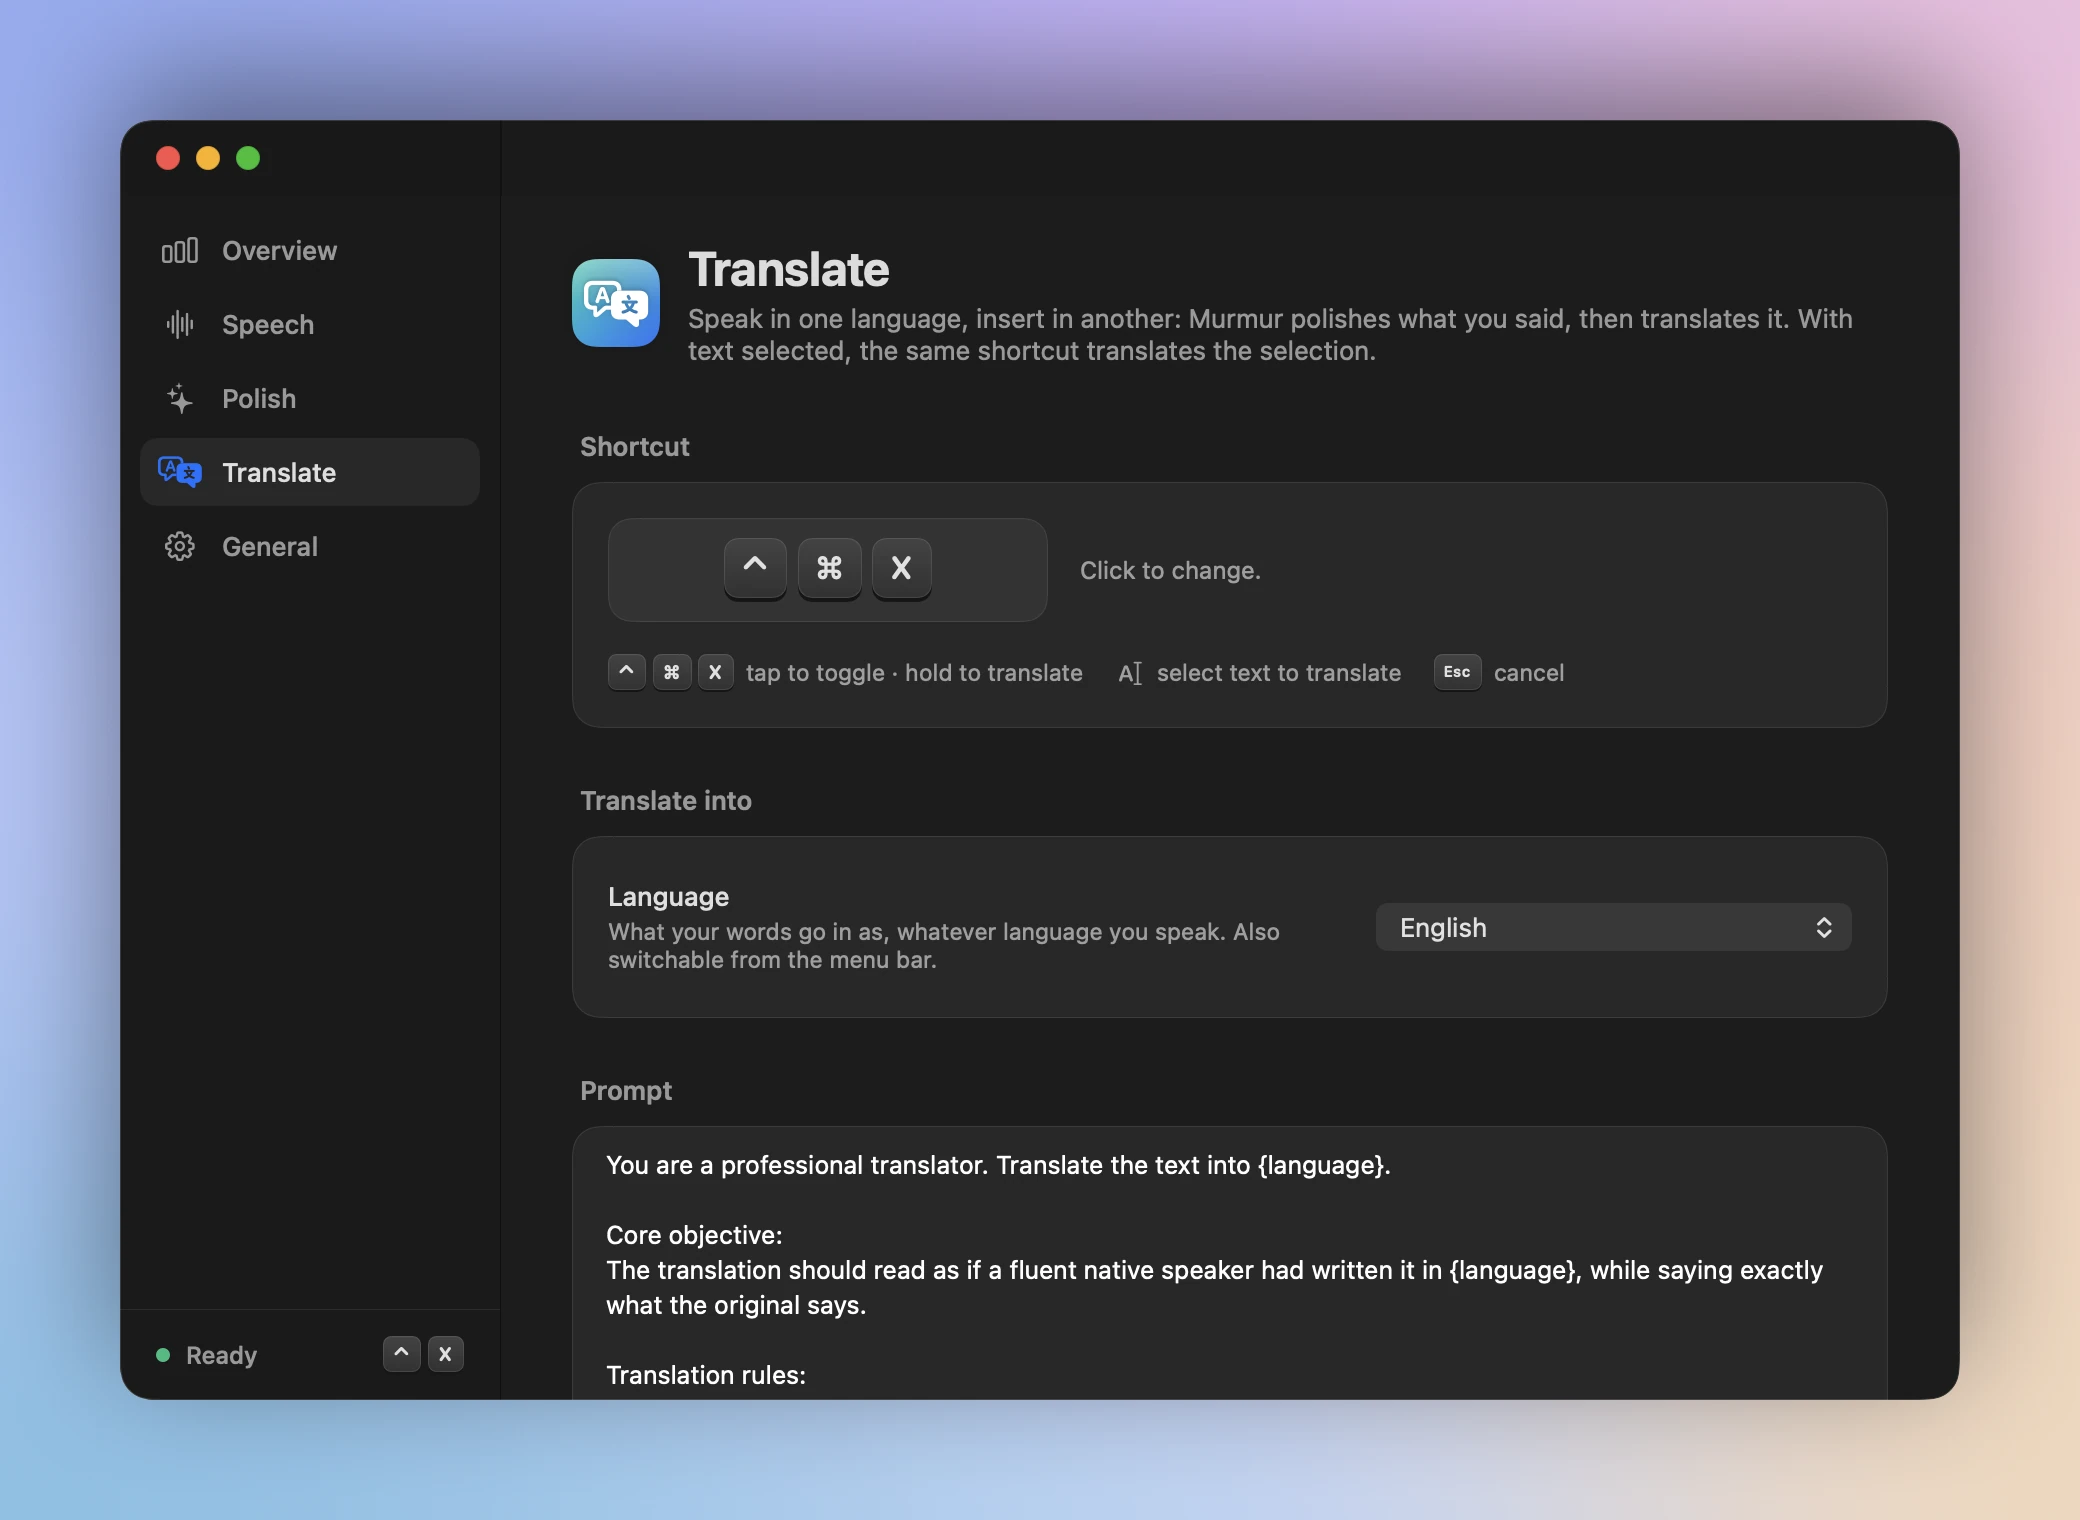 Overview
Speech
Polish
Translate
General
Ready
^ X
Translate
Speak in one language, insert in another: Murmur polishes what you said, then translates it. With
text selected, the same shortcut translates the selection.
Shortcut
^ ⌘ X Click to change.
^ ⌘ X tap to toggle · hold to translate A select text to translate Esc cancel
Translate into
Language
What your words go in as, whatever language you speak. Also
switchable from the menu bar.
English
Prompt
You are a professional translator. Translate the text into {language}.
Core objective:
The translation should read as if a fluent native speaker had written it in {language}, while saying exactly
what the original says.
Translation rules: